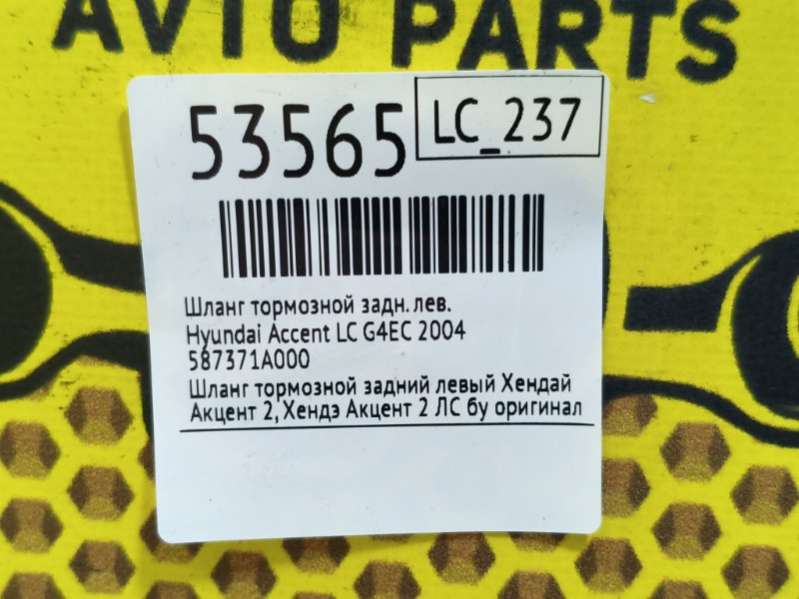 AVTO PARTS
53565 LC_237
Шланг тормозной задн. лев.
Hyundai Accent LC G4EC 2004
587371A000
Шланг тормозной задний левый Хендай
Акцент 2, Хендэ Акцент 2 ЛС бу оригинал